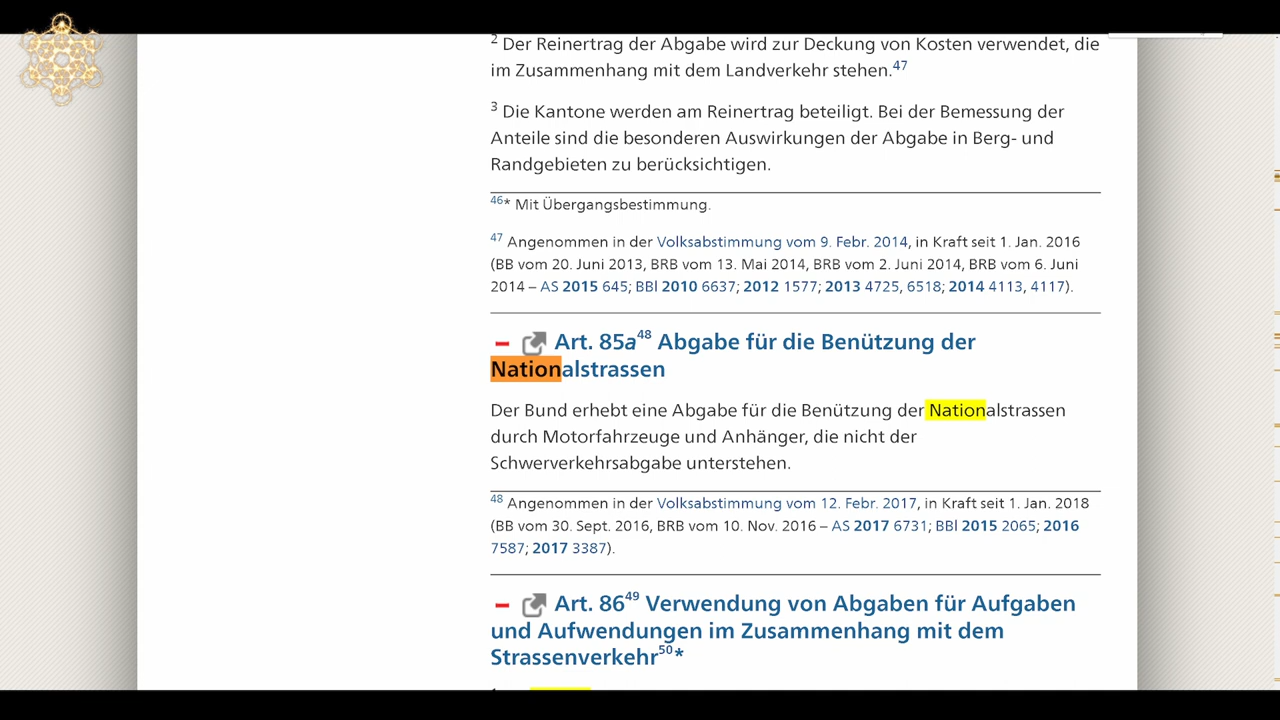 2 Der Reinertrag der Abgabe wird zur Deckung von Kosten verwendet, die
im Zusammenhang mit dem Landverkehr stehen.47
3 Die Kantone werden am Reinertrag beteiligt. Bei der Bemessung der
Anteile sind die besonderen Auswirkungen der Abgabe in Berg- und
Randgebieten zu berücksichtigen.
46* Mit Übergangsbestimmung.
47 Angenommen in der Volksabstimmung vom 9. Febr. 2014, in Kraft seit 1. Jan. 2016
(BB vom 20. Juni 2013, BRB vom 13. Mai 2014, BRB vom 2. Juni 2014, BRB vom 6. Juni
2014 – AS 2015 645; BBl 2010 6637; 2012 1577; 2013 4725, 6518; 2014 4113, 4117).
Art. 85a48 Abgabe für die Benützung der
Nationalstrassen
Der Bund erhebt eine Abgabe für die Benützung der Nationalstrassen
durch Motorfahrzeuge und Anhänger, die nicht der
Schwerverkehrsabgabe unterstehen.
48 Angenommen in der Volksabstimmung vom 12. Febr. 2017, in Kraft seit 1. Jan. 2018
(BB vom 30. Sept. 2016, BRB vom 10. Nov. 2016 – AS 2017 6731; BBl 2015 2065; 2016
7587; 2017 3387).
Art. 8649 Verwendung von Abgaben für Aufgaben
und Aufwendungen im Zusammenhang mit dem
Strassenverkehr50*